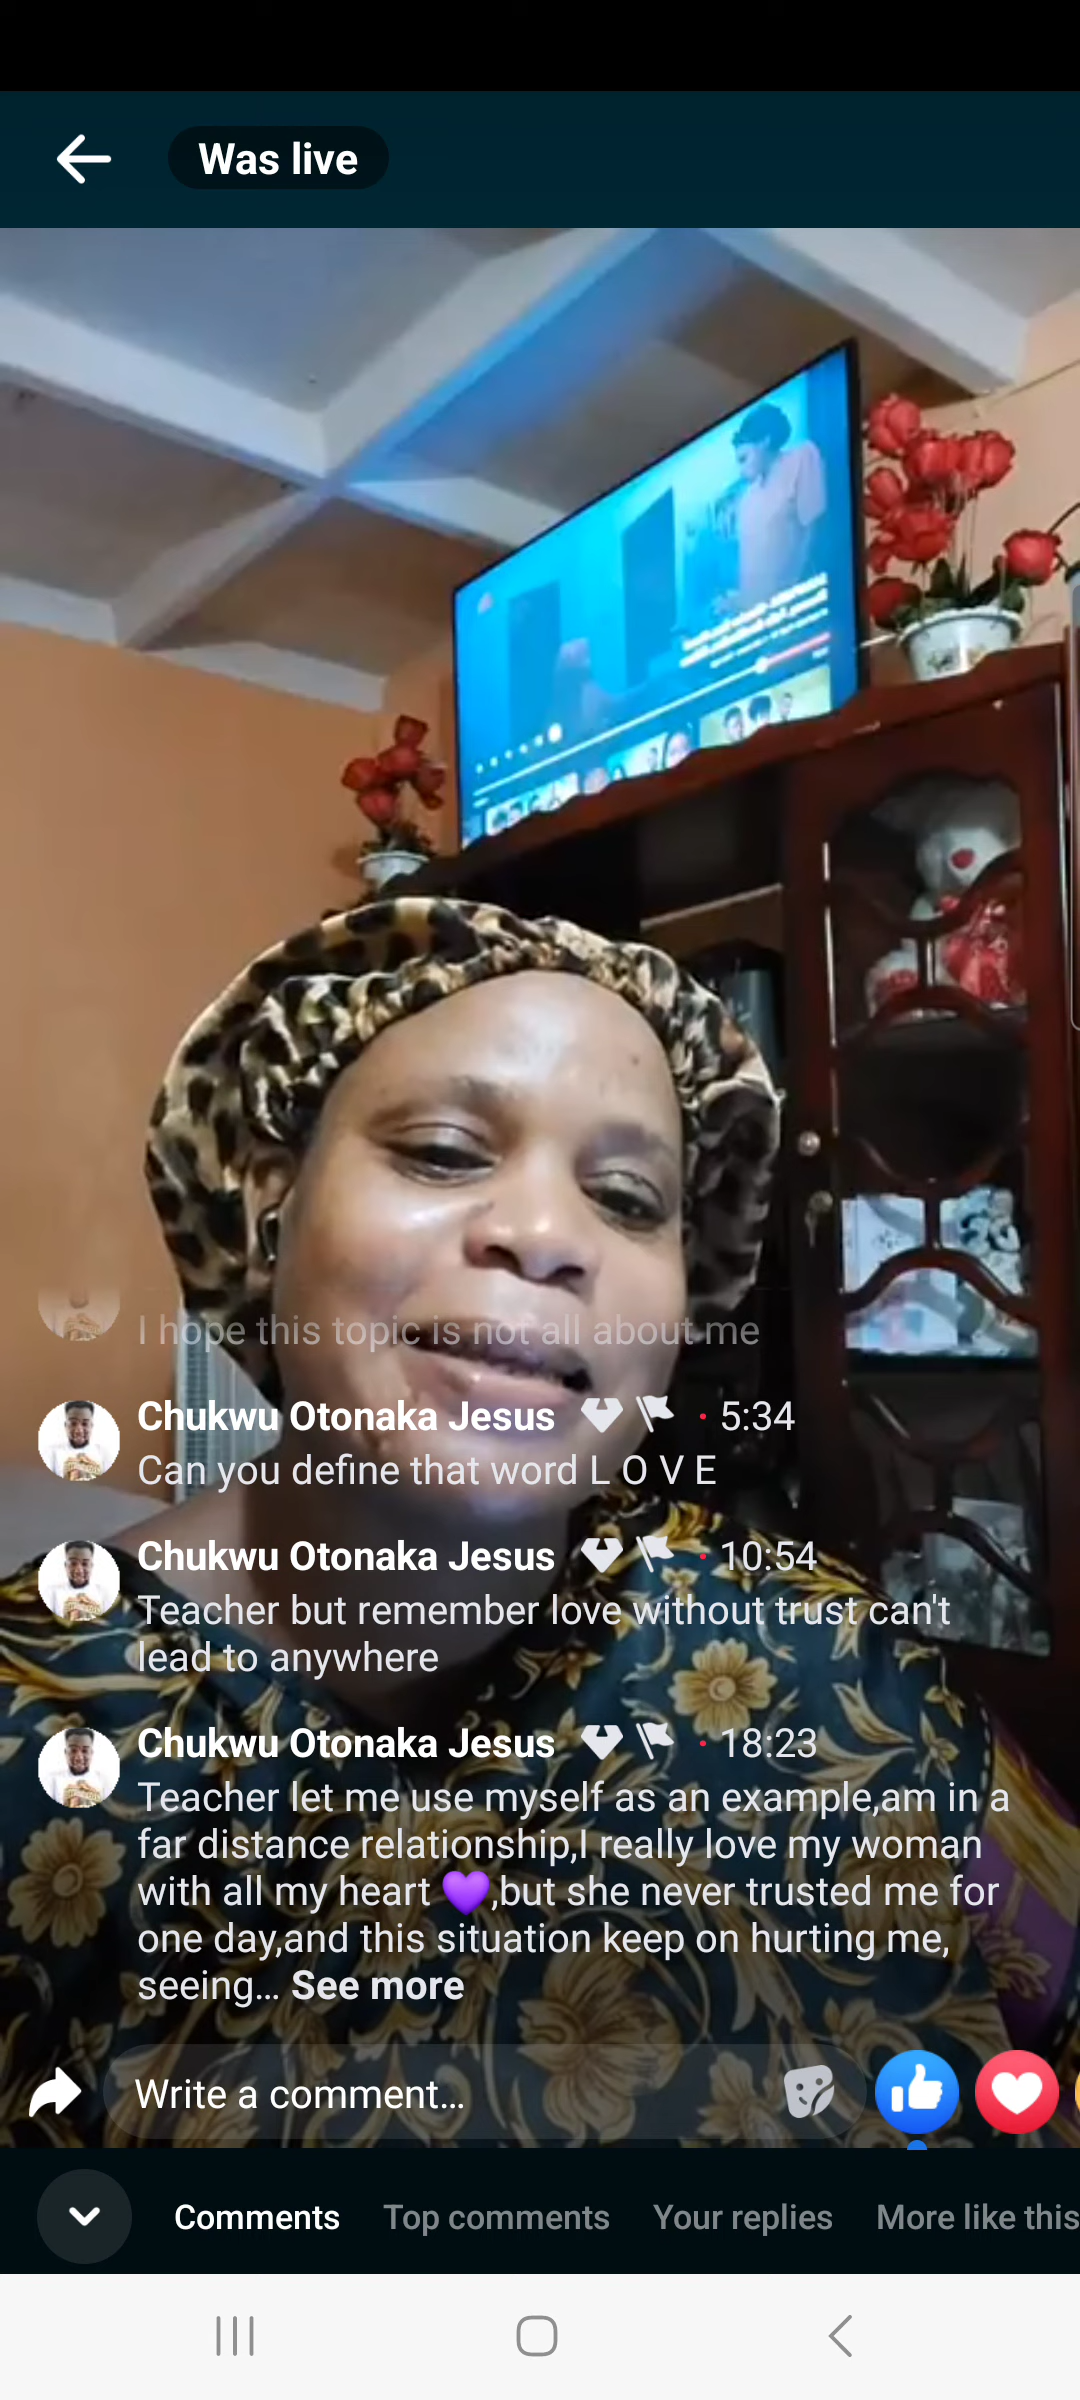 Was live
I hope this topic is not all about me
Chukwu Otonaka Jesus · 5:34
Can you define that word L O V E
Chukwu Otonaka Jesus · 10:54
Teacher but remember love without trust can't
lead to anywhere
Chukwu Otonaka Jesus · 18:23
Teacher let me use myself as an example,am in a
far distance relationship,I really love my woman
with all my heart 💜,but she never trusted me for
one day,and this situation keep on hurting me,
seeing... See more
Write a comment...
Comments Top comments Your replies More like this